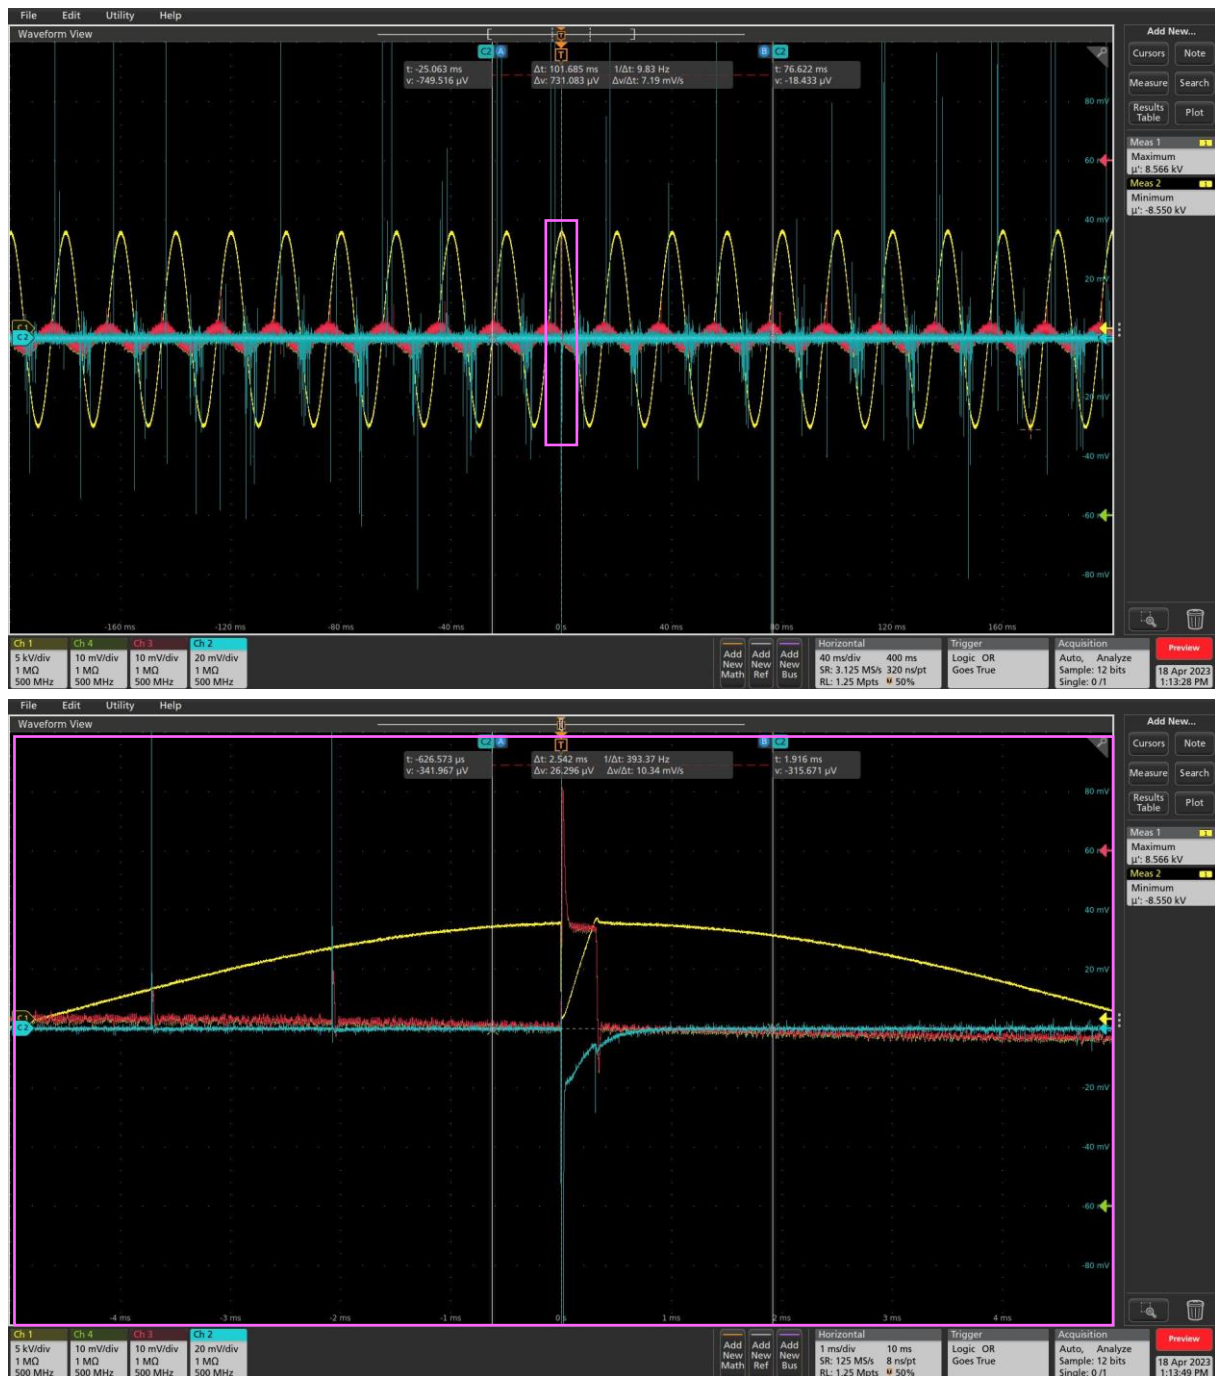 File Edit Utility Help
Waveform View
Add New...
C2 A
T
B C2
t: -25.063 ms
v: -749.516 µV
Δt: 101.685 ms 1/Δt: 9.83 Hz
Δv: 731.083 µV Δv/Δt: 7.19 mV/s
t: 76.622 ms
v: -18.433 µV
Cursors Note
Measure Search
Results Table Plot
80 mV
Meas 1 1
Maximum
µ': 8.566 kV
Meas 2 1
Minimum
µ': -8.550 kV
40 mV
20 mV
C2
-20 mV
-40 mV
-80 mV
-160 ms -120 ms -80 ms -40 ms 0 s 40 ms 80 ms 120 ms 160 ms
Ch 1 Ch 4 Ch 3 Ch 2
5 kV/div 10 mV/div 10 mV/div 20 mV/div
1 MΩ 1 MΩ 1 MΩ 1 MΩ
500 MHz 500 MHz 500 MHz 500 MHz
Add New Math
Add New Ref
Add New Bus
Horizontal
40 ms/div 400 ms
SR: 3.125 MS/s 320 ns/pt
RL: 1.25 Mpts 50%
Trigger
Logic OR
Goes True
Acquisition
Auto, Analyze
Sample: 12 bits
Single: 0 /1
Preview
18 Apr 2023
1:13:28 PM
File Edit Utility Help
Waveform View
Add New...
C2 A
T
B C2
t: -626.573 µs
v: -341.967 µV
Δt: 2.542 ms 1/Δt: 393.37 Hz
Δv: 26.296 µV Δv/Δt: 10.34 mV/s
t: 1.916 ms
v: -315.671 µV
Cursors Note
Measure Search
Results Table Plot
80 mV
Meas 1 1
Maximum
µ': 8.566 kV
Meas 2 1
Minimum
µ': -8.550 kV
40 mV
20 mV
C2
-20 mV
-40 mV
-80 mV
-4 ms -3 ms -2 ms -1 ms 0 s 1 ms 2 ms 3 ms 4 ms
Ch 1 Ch 4 Ch 3 Ch 2
5 kV/div 10 mV/div 10 mV/div 20 mV/div
1 MΩ 1 MΩ 1 MΩ 1 MΩ
500 MHz 500 MHz 500 MHz 500 MHz
Add New Math
Add New Ref
Add New Bus
Horizontal
1 ms/div 10 ms
SR: 125 MS/s 8 ns/pt
RL: 1.25 Mpts 50%
Trigger
Logic OR
Goes True
Acquisition
Auto, Analyze
Sample: 12 bits
Single: 0 /1
Preview
18 Apr 2023
1:13:49 PM